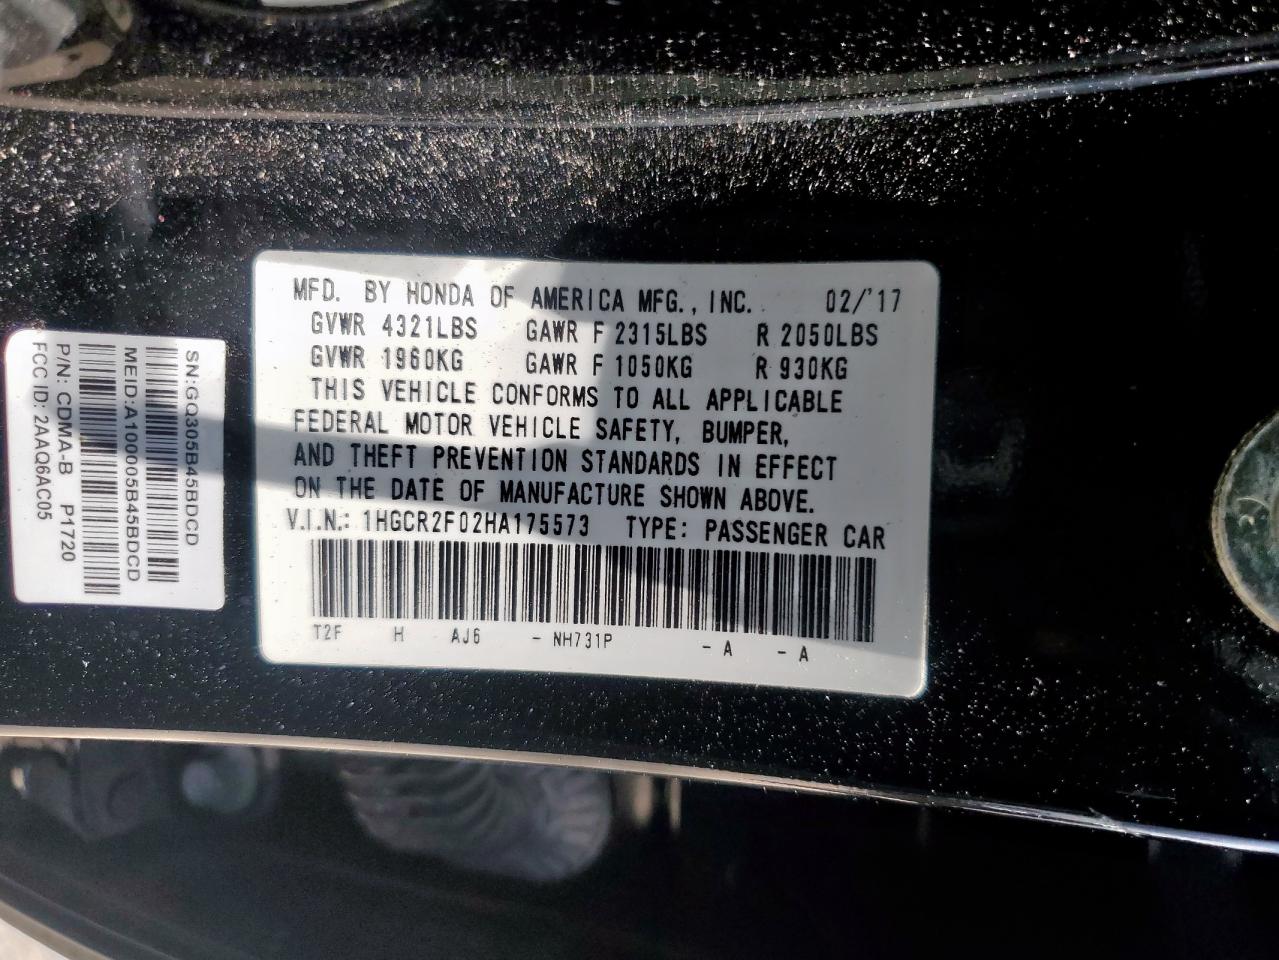 MFD. BY HONDA OF AMERICA MFG., INC. 02/'17
GVWR 4321LBS GAWR F 2315LBS R 2050LBS
GVWR 1960KG GAWR F 1050KG R 930KG
THIS VEHICLE CONFORMS TO ALL APPLICABLE
FEDERAL MOTOR VEHICLE SAFETY, BUMPER,
AND THEFT PREVENTION STANDARDS IN EFFECT
ON THE DATE OF MANUFACTURE SHOWN ABOVE.
V.I.N.: 1HGCR2F02HA175573 TYPE: PASSENGER CAR
T2F H AJ6 - NH731P - A - A
SN:GQ305B45BDCD
MEID:A100005B45BDCD
P/N: CDMA-B P1720
FCC ID: 2AAQ6AC05